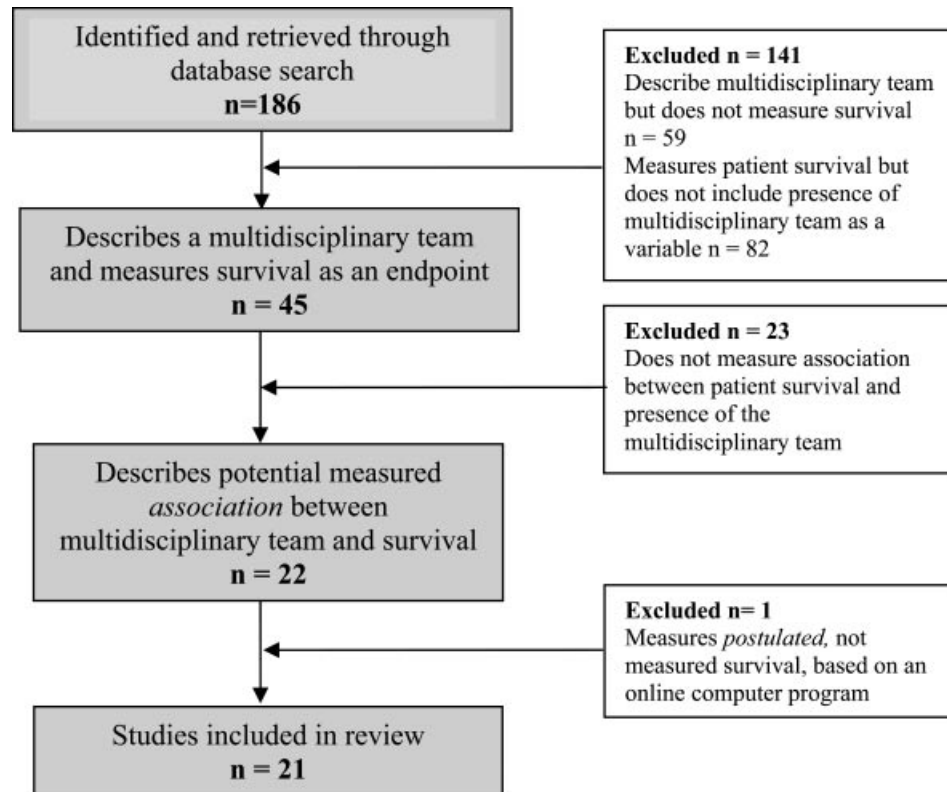 Identified and retrieved through
database search
n=186
Excluded n = 141
Describe multidisciplinary team
but does not measure survival
n = 59
Measures patient survival but
does not include presence of
multidisciplinary team as a
variable n = 82
Describes a multidisciplinary team
and measures survival as an endpoint
n = 45
Excluded n = 23
Does not measure association
between patient survival and
presence of the
multidisciplinary team
Describes potential measured
association between
multidisciplinary team and survival
n = 22
Excluded n= 1
Measures postulated, not
measured survival, based on an
online computer program
Studies included in review
n = 21